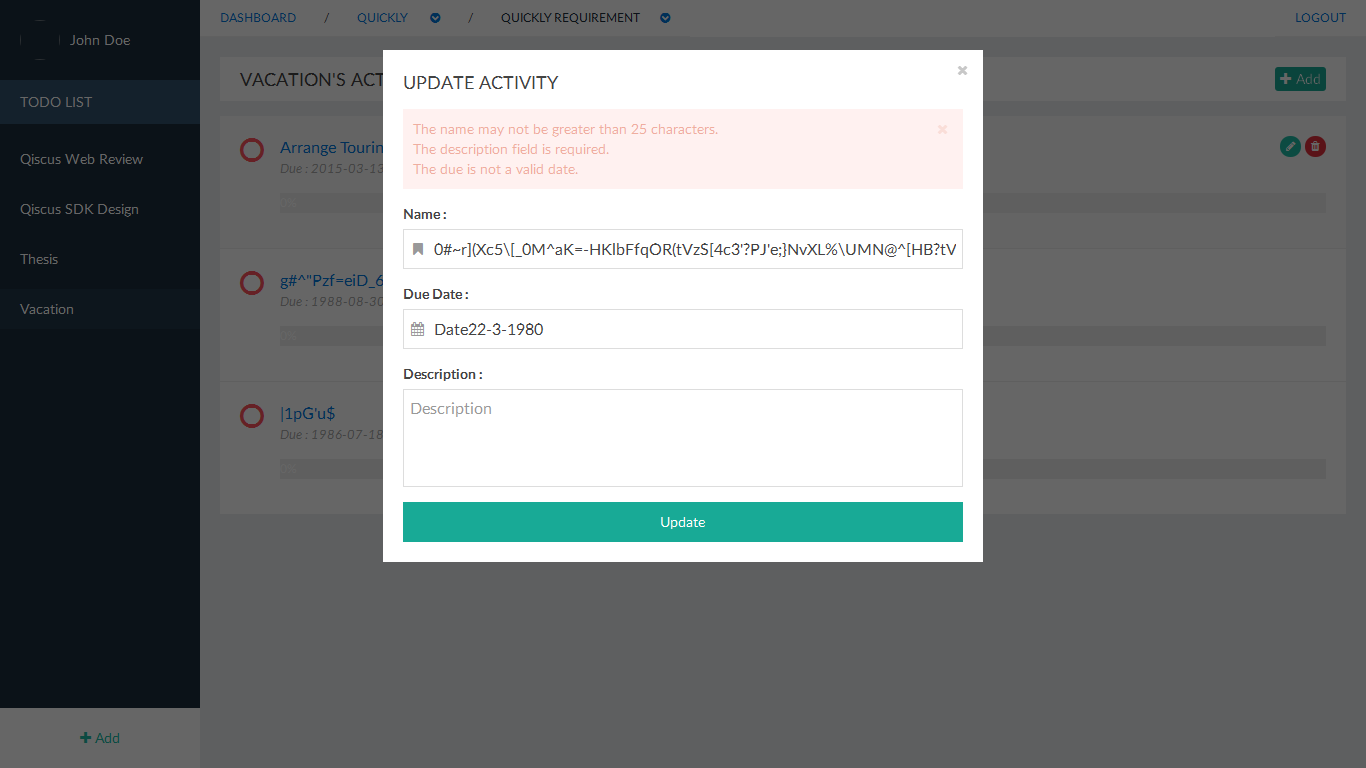 John Doe
TODO LIST
Qiscus Web Review
Qiscus SDK Design
Thesis
Vacation
Add
DASHBOARD / QUICKLY / QUICKLY REQUIREMENT
LOGOUT
VACATION'S ACT
Add
Arrange Tourin
Due : 2015-03-13
0%
g#^"Pzf=eiD_6
Due : 1988-08-30
0%
|1pG'u$
Due : 1986-07-18
0%
UPDATE ACTIVITY
The name may not be greater than 25 characters.
The description field is required.
The due is not a valid date.
Name :
0#~r](Xc5\[_0M^aK=-HKlbFfqOR(tVzS[4c3'?PJ'e;}NvXL%\UMN@^[HB?tV
Due Date :
Date22-3-1980
Description :
Description
Update